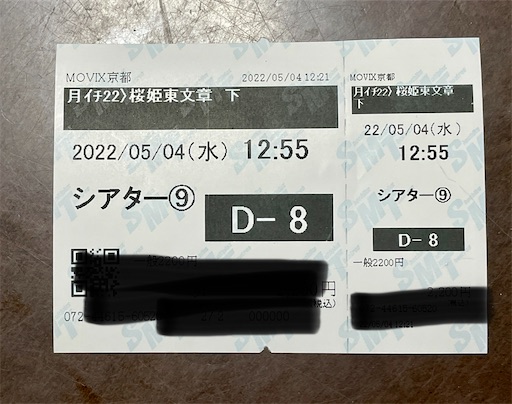 MOVIX京都 2022/05/04 12:21
月イチ22〉桜姫東文章 下
2022/05/04(水) 12:55
シアター⑨
D- 8
円
MOVIX京都
月イチ22〉桜姫東文章
下
22/05/04(水)
12:55
シアター⑨
D- 8
一般2200円